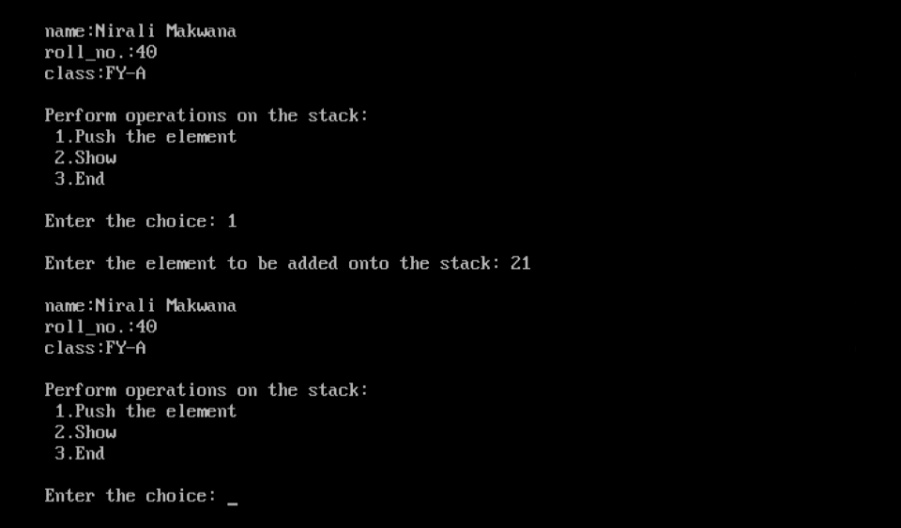 name:Nirali Makwana
roll_no.:40
class:FY-A
Perform operations on the stack:
1.Push the element
2.Show
3.End
Enter the choice: 1
Enter the element to be added onto the stack: 21
name:Nirali Makwana
roll_no.:40
class:FY-A
Perform operations on the stack:
1.Push the element
2.Show
3.End
Enter the choice: _